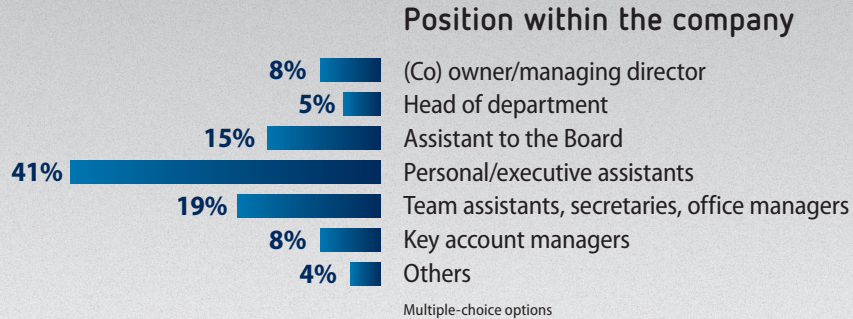 Position within the company
8% (Co) owner/managing director
5% Head of department
15% Assistant to the Board
41% Personal/executive assistants
19% Team assistants, secretaries, office managers
8% Key account managers
4% Others
Multiple-choice options